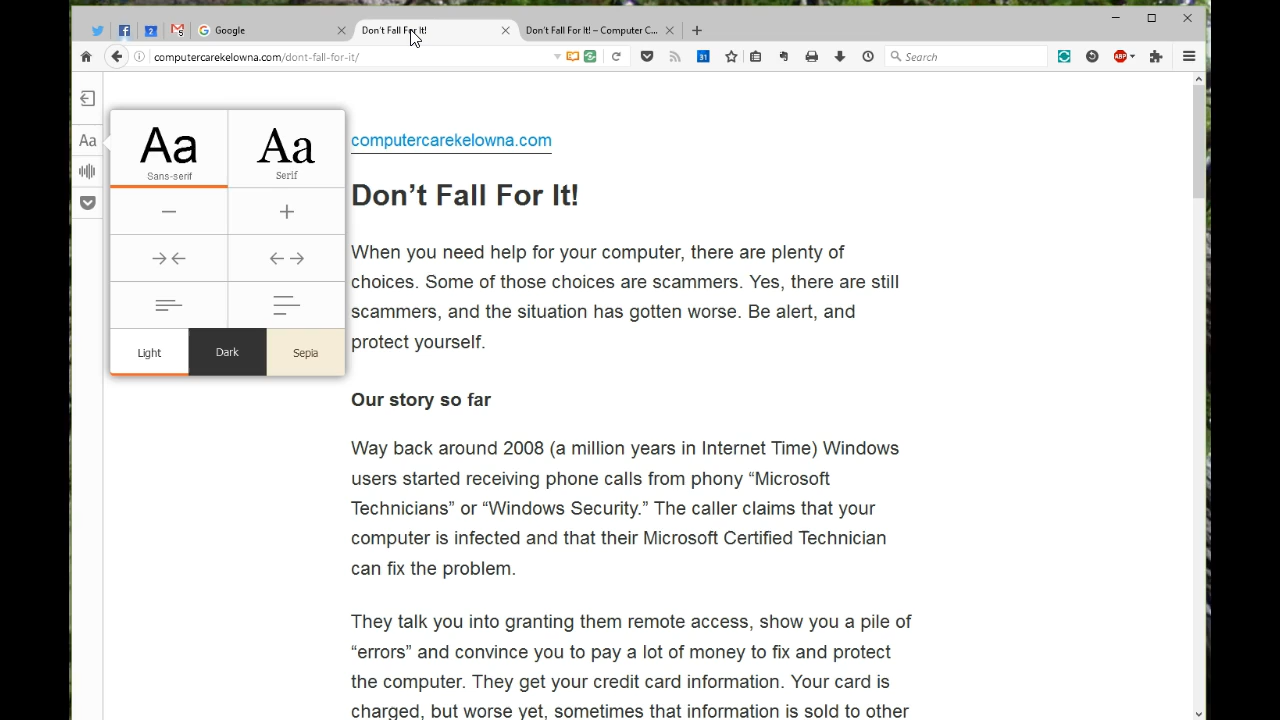 Google
Don't Fall For It!
Don't Fall For It! – Computer C...
computercarekelowna.com/dont-fall-for-it/
Search
Aa
Sans-serif
Aa
Serif
Aa
Light
Dark
Sepia
computercarekelowna.com
Don’t Fall For It!
When you need help for your computer, there are plenty of
choices. Some of those choices are scammers. Yes, there are still
scammers, and the situation has gotten worse. Be alert, and
protect yourself.
Our story so far
Way back around 2008 (a million years in Internet Time) Windows
users started receiving phone calls from phony “Microsoft
Technicians” or “Windows Security.” The caller claims that your
computer is infected and that their Microsoft Certified Technician
can fix the problem.
They talk you into granting them remote access, show you a pile of
“errors” and convince you to pay a lot of money to fix and protect
the computer. They get your credit card information. Your card is
charged, but worse yet, sometimes that information is sold to other